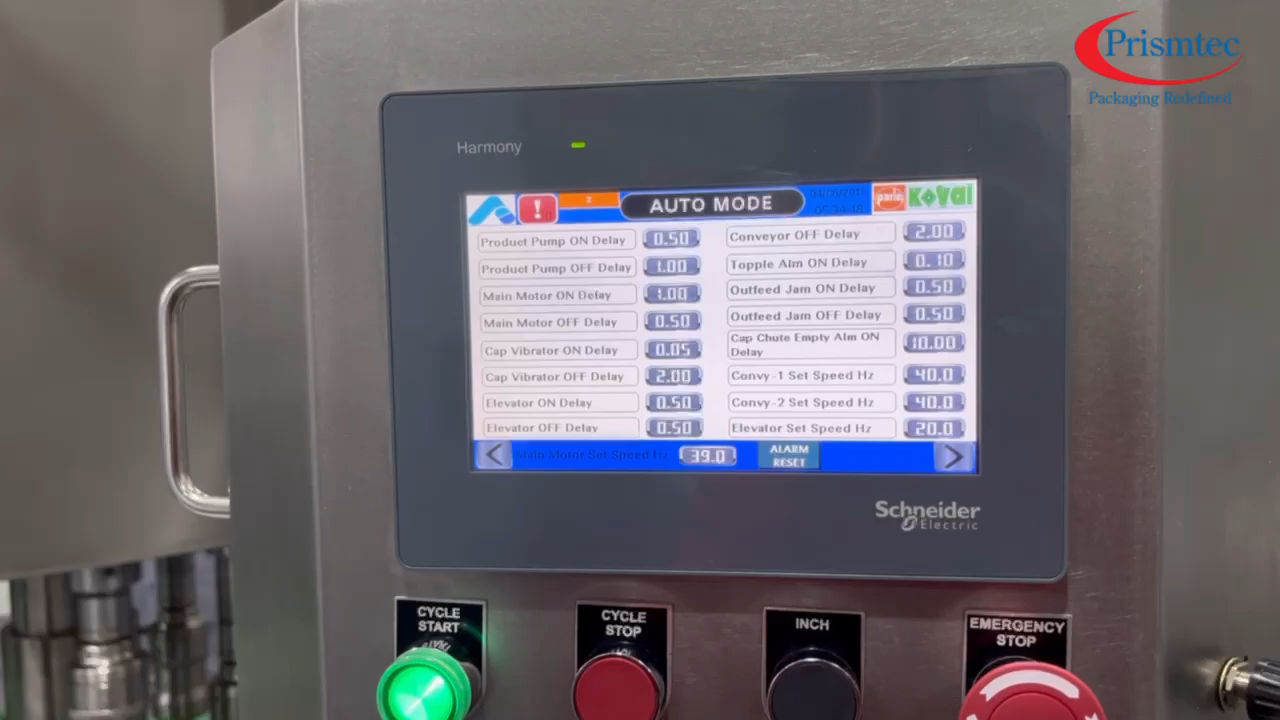 Prismtec
Packaging Redefined
Harmony
AUTO MODE
parle
Koval
Product Pump ON Delay 0.50
Conveyor OFF Delay 2.00
Product Pump OFF Delay 1.00
Topple Alm ON Delay 0.10
Main Motor ON Delay 1.00
Outfeed Jam ON Delay 0.50
Main Motor OFF Delay 0.50
Outfeed Jam OFF Delay 0.50
Cap Vibrator ON Delay 0.05
Cap Chute Empty Alm ON
Delay 10.00
Cap Vibrator OFF Delay 2.00
Convy-1 Set Speed Hz 40.0
Elevator ON Delay 0.50
Convy-2 Set Speed Hz 40.0
Elevator OFF Delay 0.50
Elevator Set Speed Hz 20.0
< Main Motor Set Speed Hz 39.0
ALARM
RESET >
Schneider
Electric
CYCLE
START
CYCLE
STOP
INCH
EMERGENCY
STOP